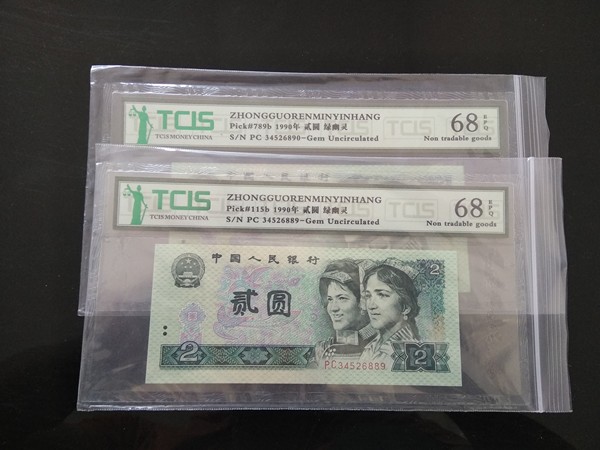 TCIS
TCIS MONEY CHINA
ZHONGGUORENMINYINHANG
Pick#789b 1990年 贰圆 绿幽灵
S/N PC 34526890-Gem Uncirculated
68 EPQ
Non tradable goods
TCIS
TCIS MONEY CHINA
ZHONGGUORENMINYINHANG
Pick#115b 1990年 贰圆 绿幽灵
S/N PC 34526889-Gem Uncirculated
68 EPQ
Non tradable goods
中国人民银行
贰圆
2
2
2
PC34526889